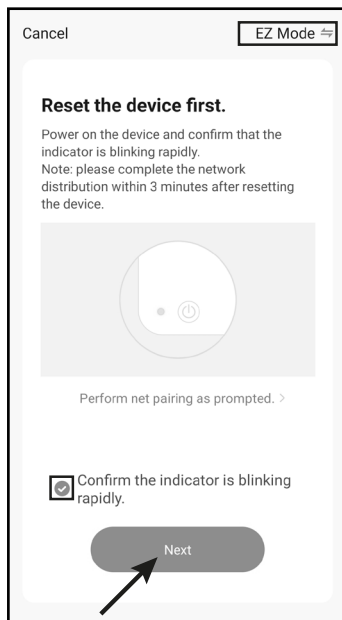 Cancel
EZ Mode
Reset the device first.
Power on the device and confirm that the
indicator is blinking rapidly.
Note: please complete the network
distribution within 3 minutes after resetting
the device.
Perform net pairing as prompted. >
Confirm the indicator is blinking
rapidly.
Next